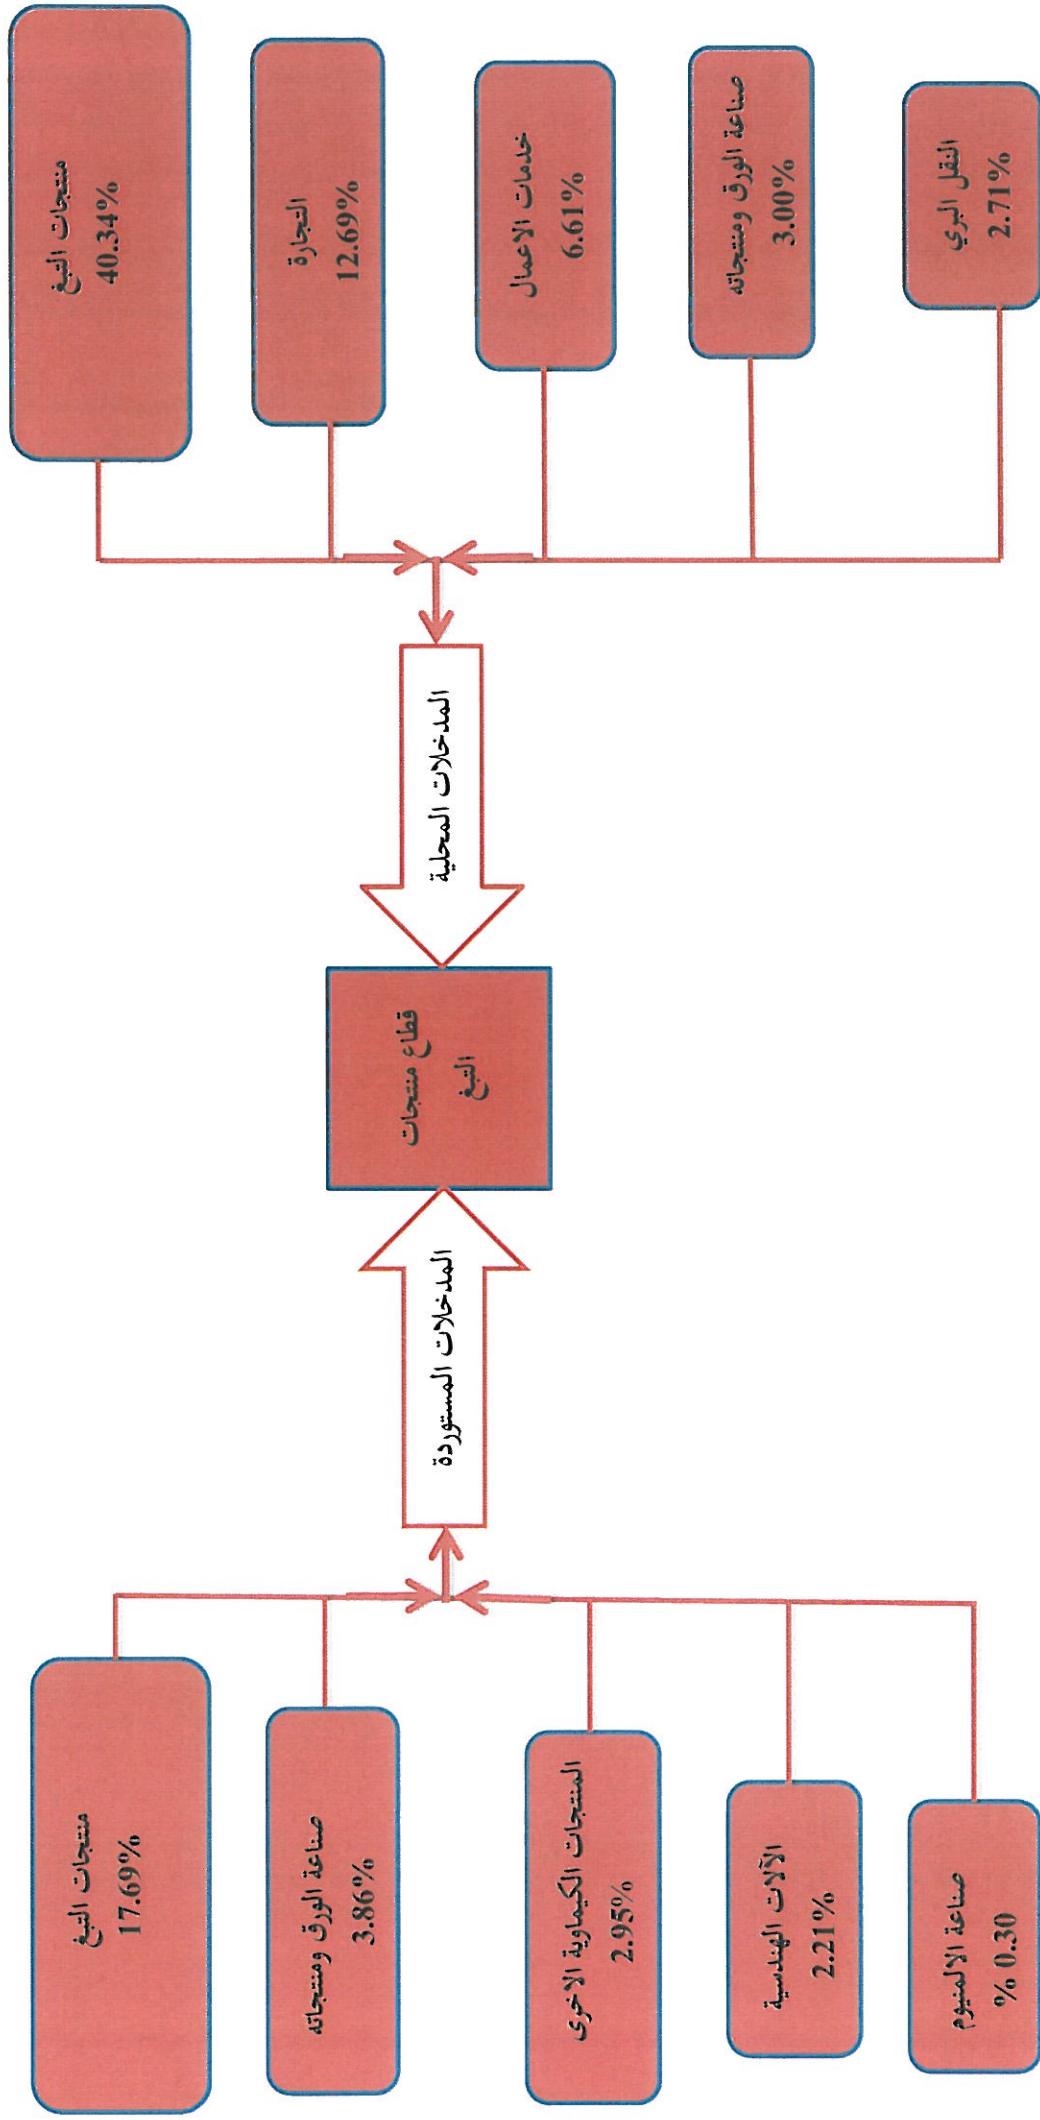 منتجات التبغ
40.34%
التجارة
12.69%
خدمات الاعمال
6.61%
صناعة الورق ومنتجاته
3.00%
النقل البري
2.71%
المدخلات المحلية
قطاع منتجات
التبغ
المدخلات المستوردة
منتجات التبغ
17.69%
صناعة الورق ومنتجاته
3.86%
المنتجات الكيماوية الاخرى
2.95%
الآلات الهندسية
2.21%
صناعة الالمنيوم
% 0.30